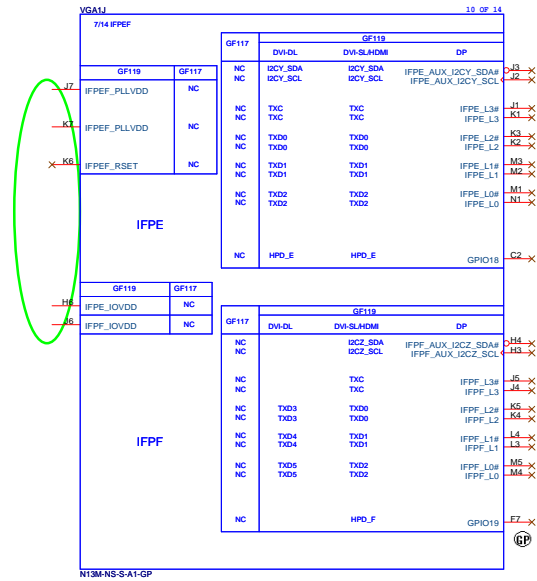 VGA1J 10 OF 14
7/14 IFPEF
GF117 GF119
DVI-DL DVI-SL/HDMI DP
NC I2CY_SDA I2CY_SDA IFPE_AUX_I2CY_SDA# J3
NC I2CY_SCL I2CY_SCL IFPE_AUX_I2CY_SCL J2
GF119 GF117
J7 IFPEF_PLLVDD NC
K7 IFPEF_PLLVDD NC
K6 IFPEF_RSET NC
NC TXC TXC IFPE_L3# J1
NC TXC TXC IFPE_L3 K1
NC TXD0 TXD0 IFPE_L2# K3
NC TXD0 TXD0 IFPE_L2 K2
NC TXD1 TXD1 IFPE_L1# M3
NC TXD1 TXD1 IFPE_L1 M2
NC TXD2 TXD2 IFPE_L0# M1
NC TXD2 TXD2 IFPE_L0 N1
IFPE
NC HPD_E HPD_E GPIO18 C2
GF119 GF117
H6 IFPE_IOVDD NC
J6 IFPF_IOVDD NC
GF117 GF119
DVI-DL DVI-SL/HDMI DP
NC I2CZ_SDA IFPF_AUX_I2CZ_SDA# H4
NC I2CZ_SCL IFPF_AUX_I2CZ_SCL H3
NC TXC IFPF_L3# J5
NC TXC IFPF_L3 J4
NC TXD3 TXD0 IFPF_L2# K5
NC TXD3 TXD0 IFPF_L2 K4
NC TXD4 TXD1 IFPF_L1# L4
NC TXD4 TXD1 IFPF_L1 L3
NC TXD5 TXD2 IFPF_L0# M5
NC TXD5 TXD2 IFPF_L0 M4
IFPF
NC HPD_F GPIO19 F7
GP
N13M-NS-S-A1-GP